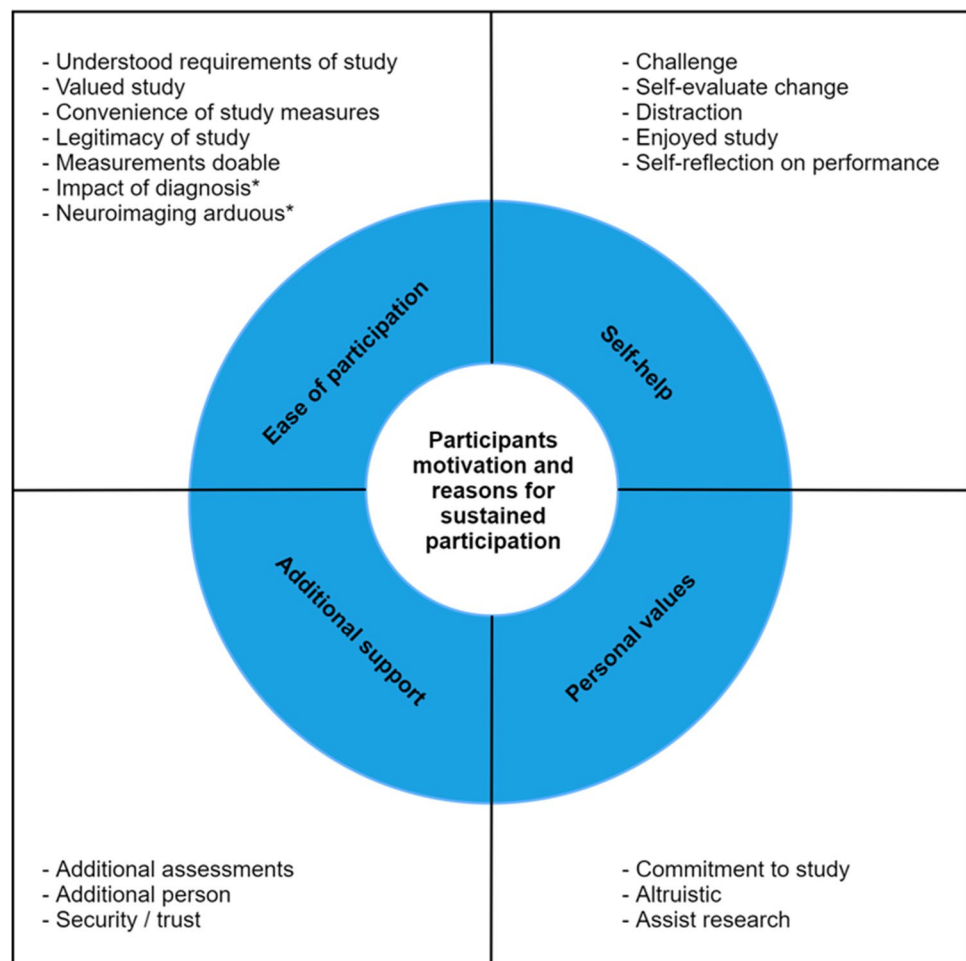 - Understood requirements of study
- Valued study
- Convenience of study measures
- Legitimacy of study
- Measurements doable
- Impact of diagnosis*
- Neuroimaging arduous*
- Challenge
- Self-evaluate change
- Distraction
- Enjoyed study
- Self-reflection on performance
Ease of participation
Self-help
Participants
motivation and
reasons for
sustained
participation
Additional support
Personal values
- Additional assessments
- Additional person
- Security / trust
- Commitment to study
- Altruistic
- Assist research